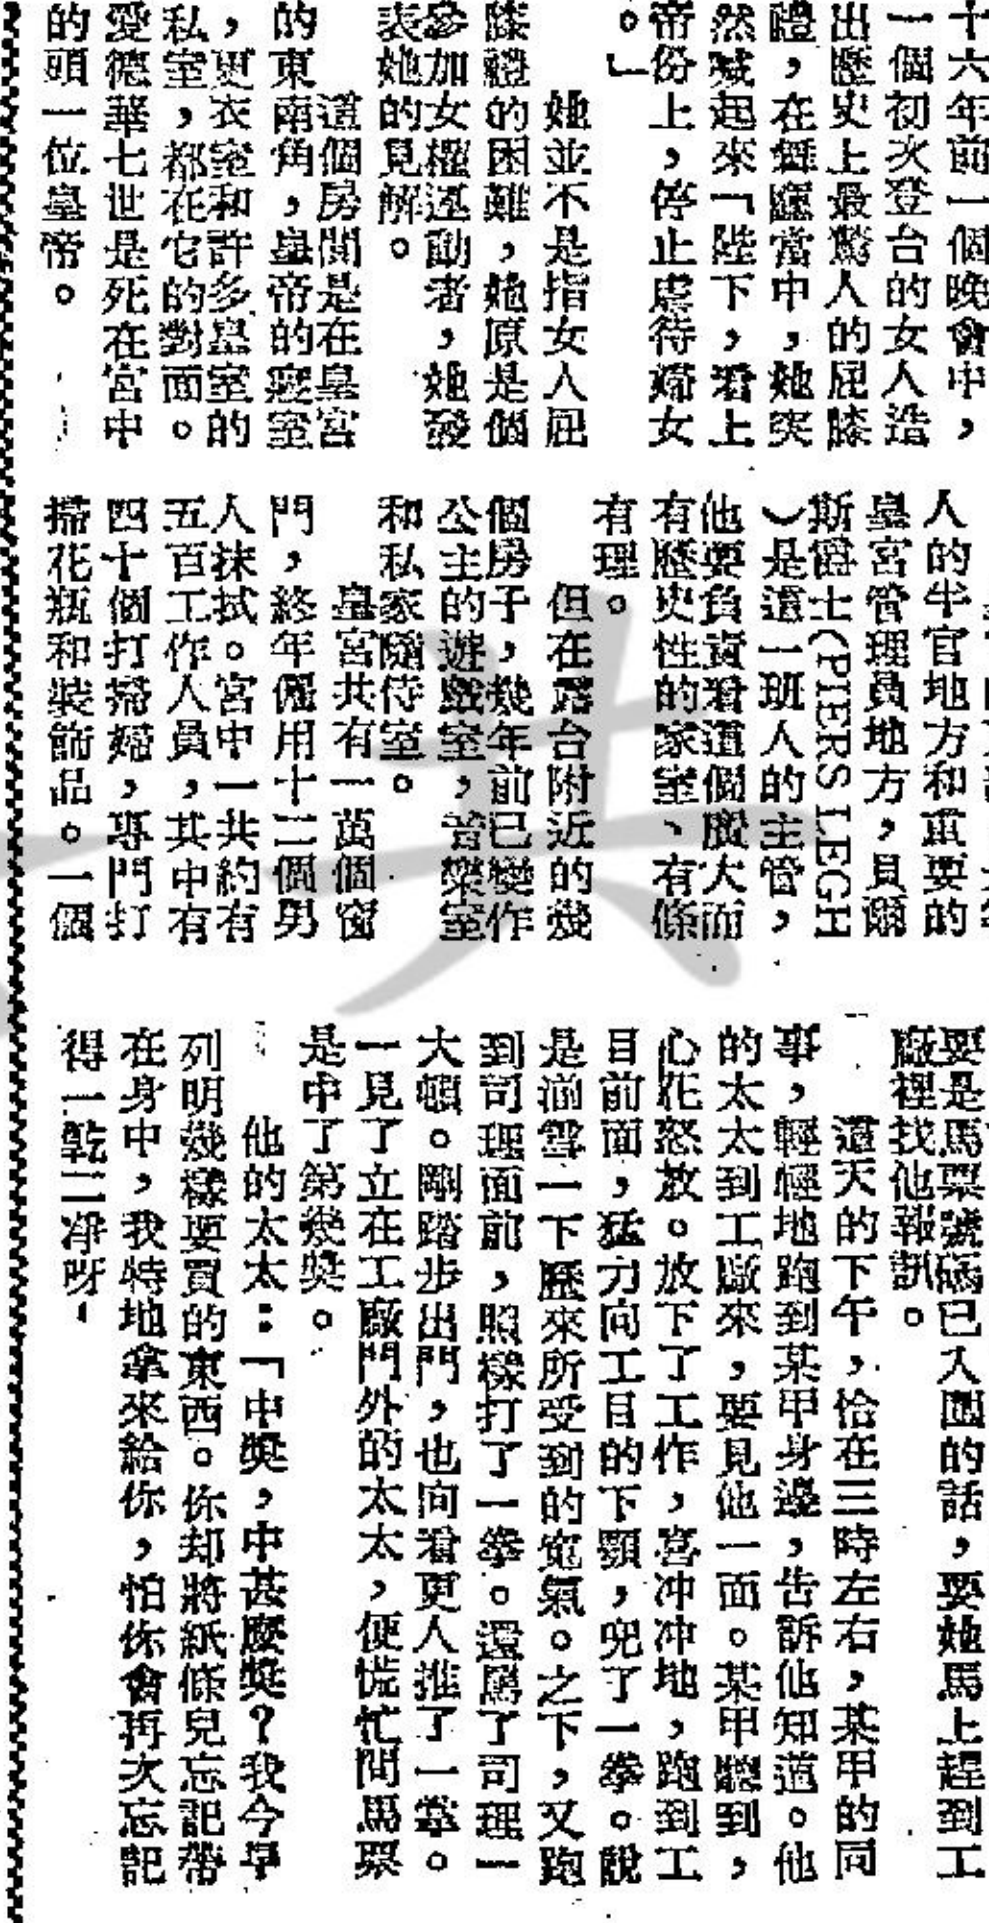 十六年前一個晚會中，
一個初次登台的女人造
出歷史上最驚人的屈膝
禮，在舞廳當中，她突
然喊起來「陛下，看上
帝份上，停止虐待婦女
。」
她並不是指女人屈
膝禮的困難，她原是個
參加女權運動者，她發
表她的見解。
這個房間是在皇宮
的東南角，皇帝的寢室
，更衣室和許多皇室的
私室，都在它的對面。
愛德華七世是死在宮中
的頭一位皇帝。
人的半官地方和重要的
皇宮管理員地方，貝爾
斯爵士（PIERS LEGH
）是這一班人的主管，
他要負責看這個廣大而
有歷史性的家室、有條
有理。
但在露台附近的幾
個房子，幾年前已變作
公主的遊戲室，音樂室
和私家隨侍室。
皇宮共有一萬個窗
門，終年僱用十二個男
人抹拭。宮中一共約有
五百工作人員，其中有
四十個打掃婦，專門打
掃花瓶和裝飾品。一個
要是馬票號碼已入圍的話，要她馬上趕到工
廠裡找他報訊。
這天的下午，恰在三時左右，某甲的同
事，輕輕地跑到某甲身邊，告訴他知道。他
的太太到工廠來，要見他一面。某甲聽到，
心花怒放。放下了工作，喜冲冲地，跑到工
目前面，猛力向工目的下顎，兜了一拳。說
是湔雪一下歷來所受到的寃氣。之下，又跑
到司理面前，照樣打了一拳。還罵了司理一
大頓。剛踏步出門，也向看更人推了一掌。
一見了立在工廠門外的太太，便慌忙問馬票
是中了第幾獎。
他的太太：「中獎，中甚麼獎？我今早
列明幾樣要買的東西。你却將紙條兒忘記帶
在身中，我特地拿來給你，怕你會再次忘記
得一乾二凈呀！